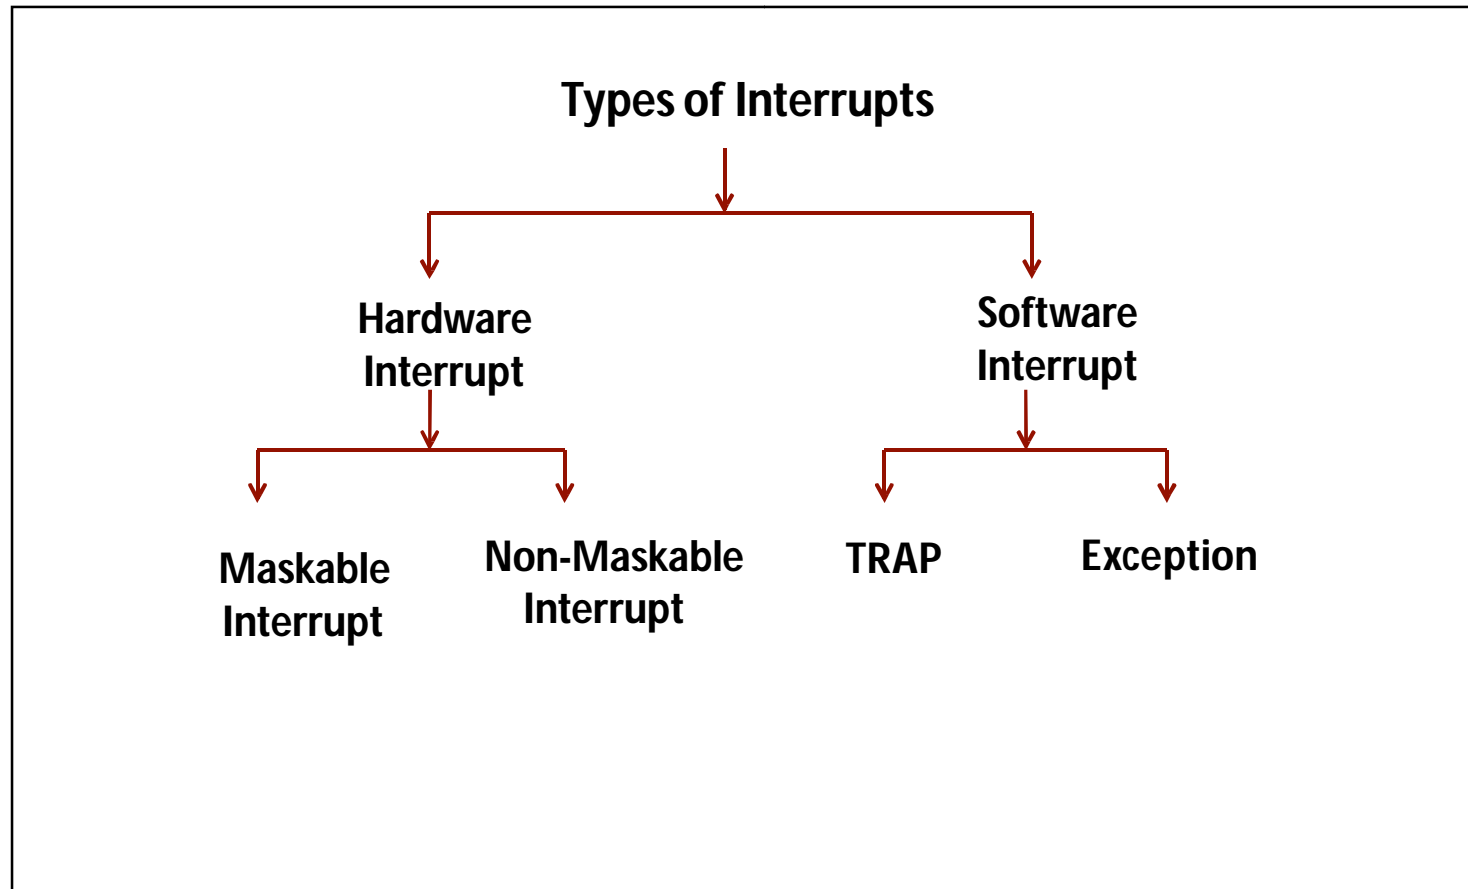 Types of Interrupts
Hardware
Interrupt
Software
Interrupt
Maskable
Interrupt
Non-Maskable
Interrupt
TRAP
Exception